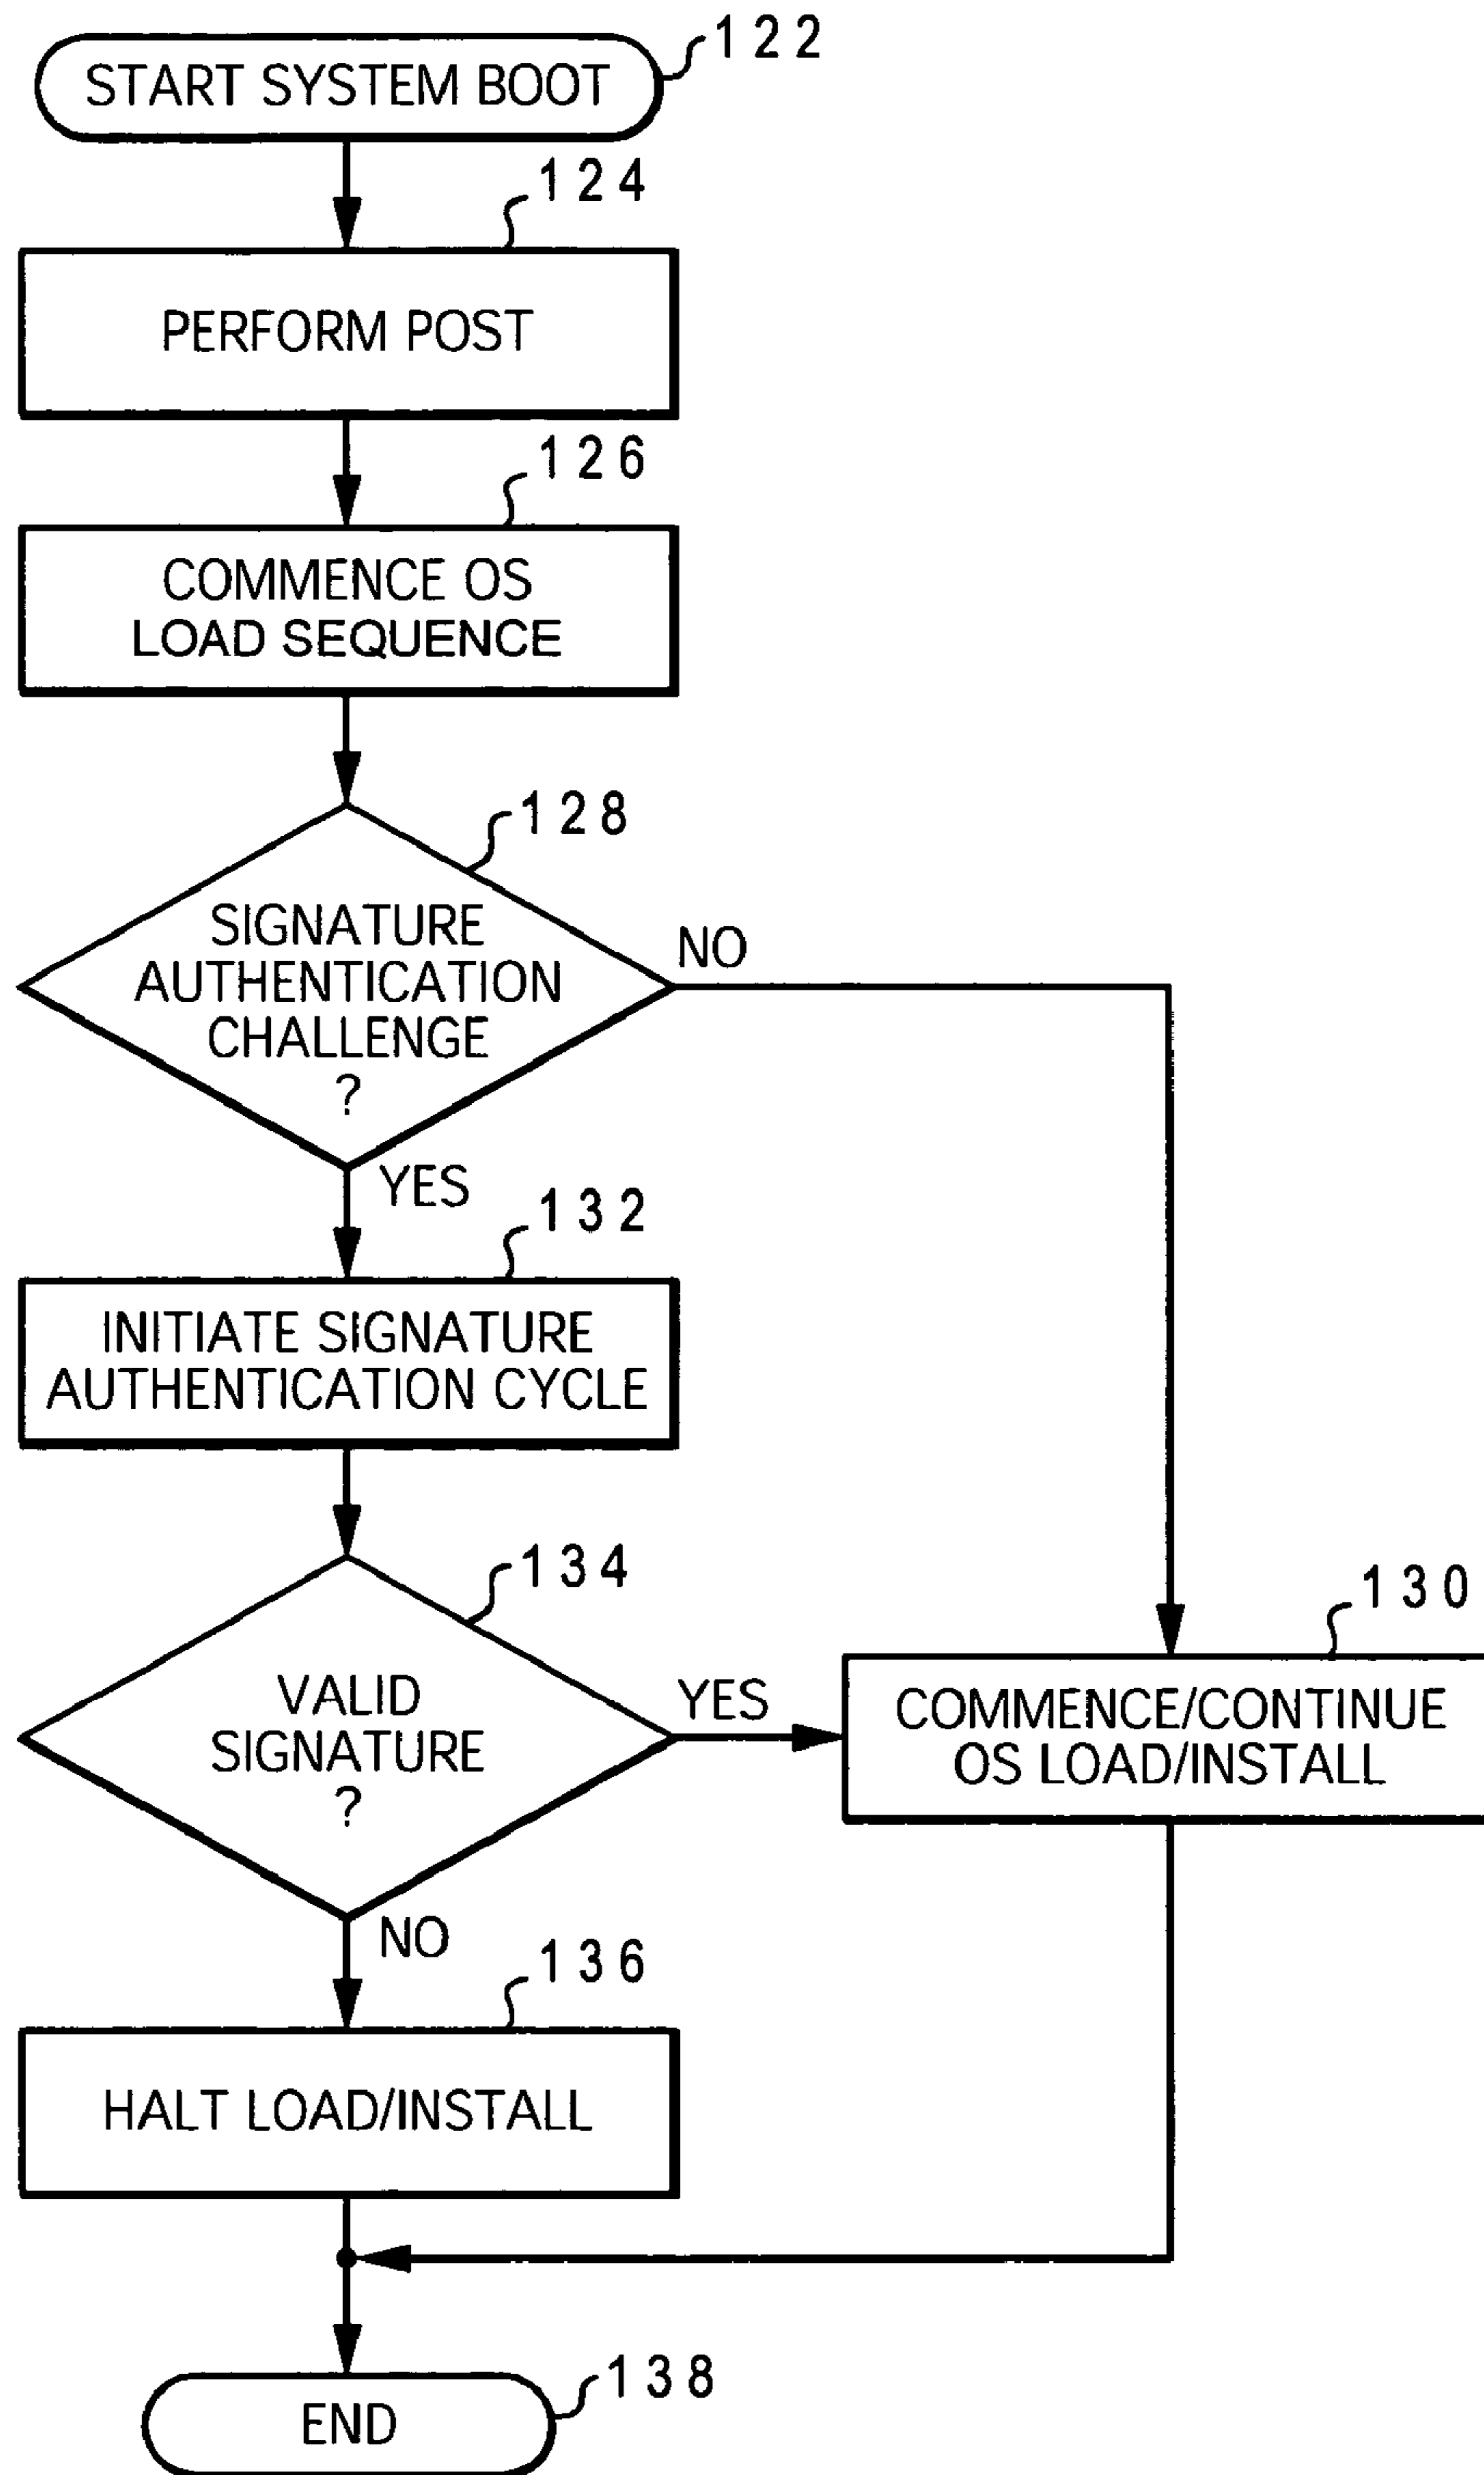 START SYSTEM BOOT
122
124
PERFORM POST
126
COMMENCE OS
LOAD SEQUENCE
128
SIGNATURE
AUTHENTICATION
CHALLENGE
?
NO
YES
132
INITIATE SIGNATURE
AUTHENTICATION CYCLE
134
VALID
SIGNATURE
?
YES
130
COMMENCE/CONTINUE
OS LOAD/INSTALL
NO
136
HALT LOAD/INSTALL
END
138